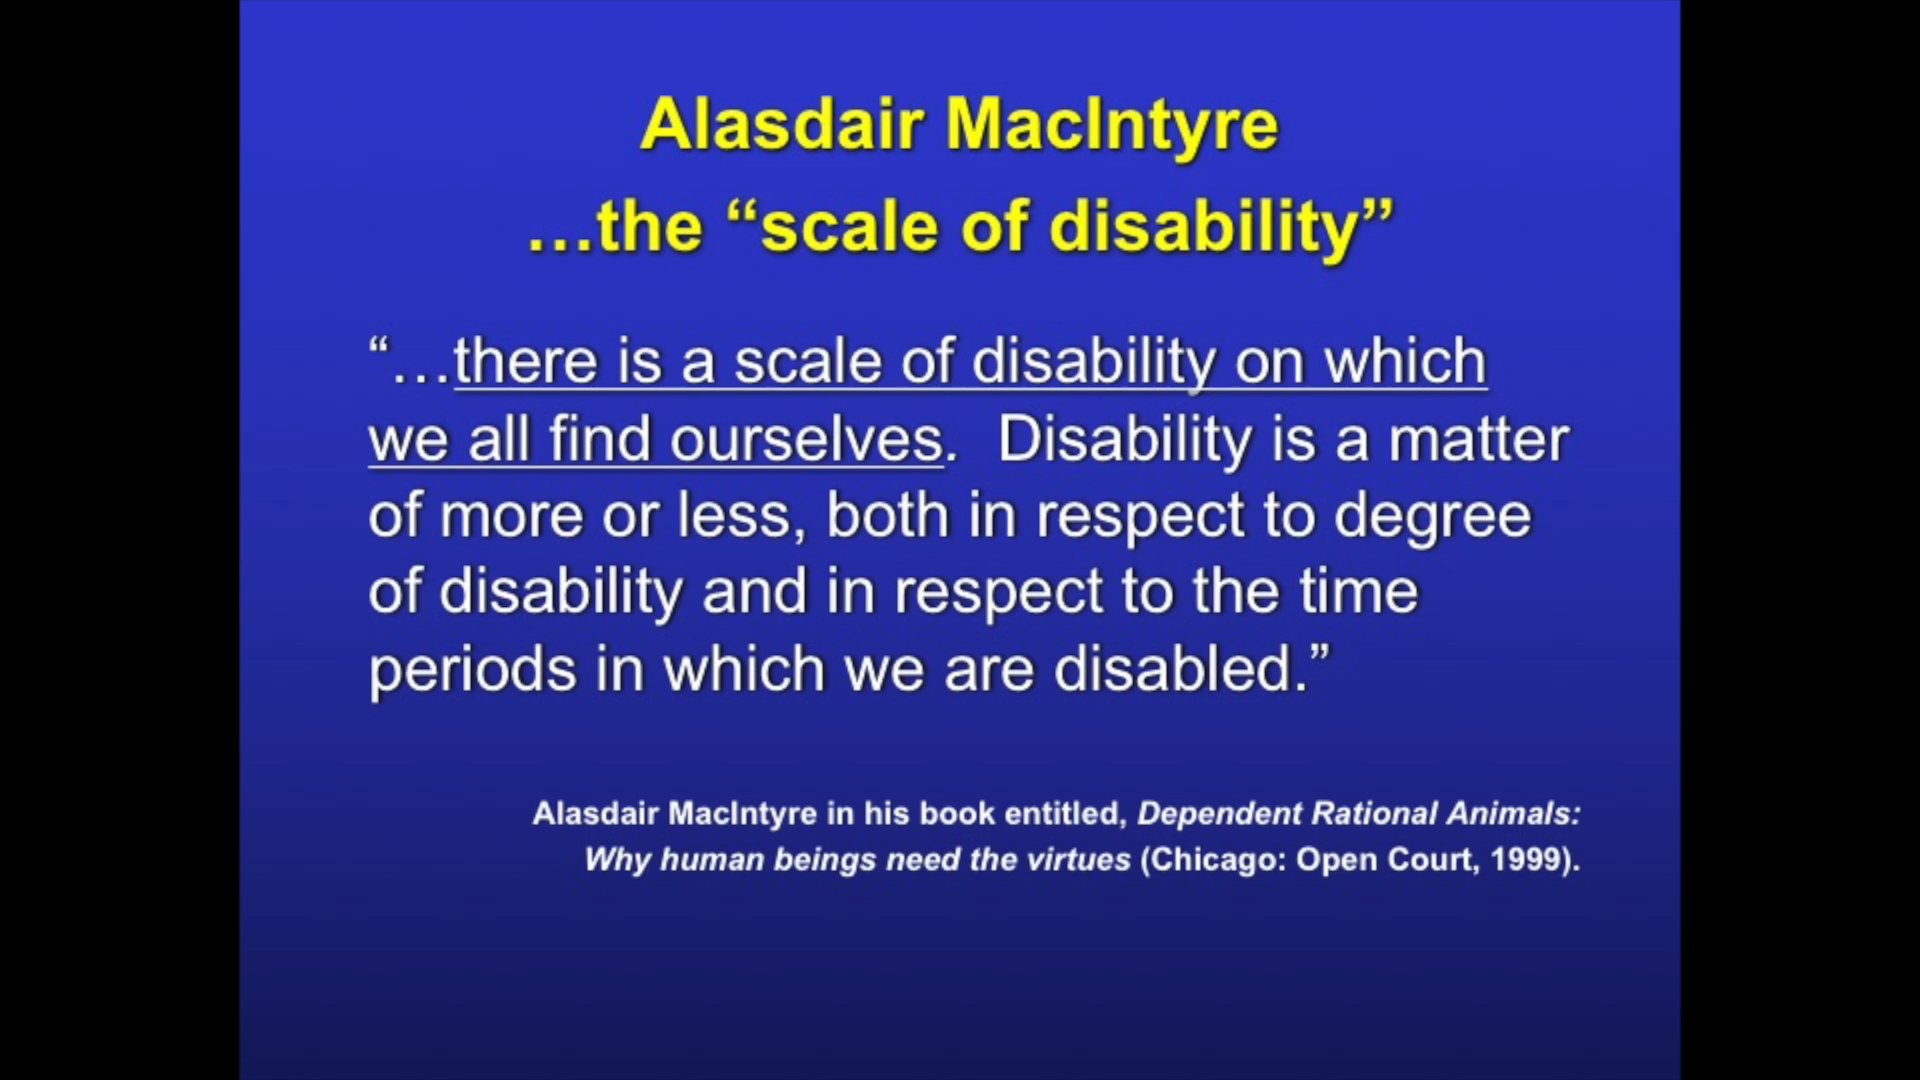 Alasdair MacIntyre
…the “scale of disability”
“…there is a scale of disability on which
we all find ourselves.  Disability is a matter
of more or less, both in respect to degree
of disability and in respect to the time
periods in which we are disabled.”
Alasdair MacIntyre in his book entitled, Dependent Rational Animals:
Why human beings need the virtues (Chicago: Open Court, 1999).